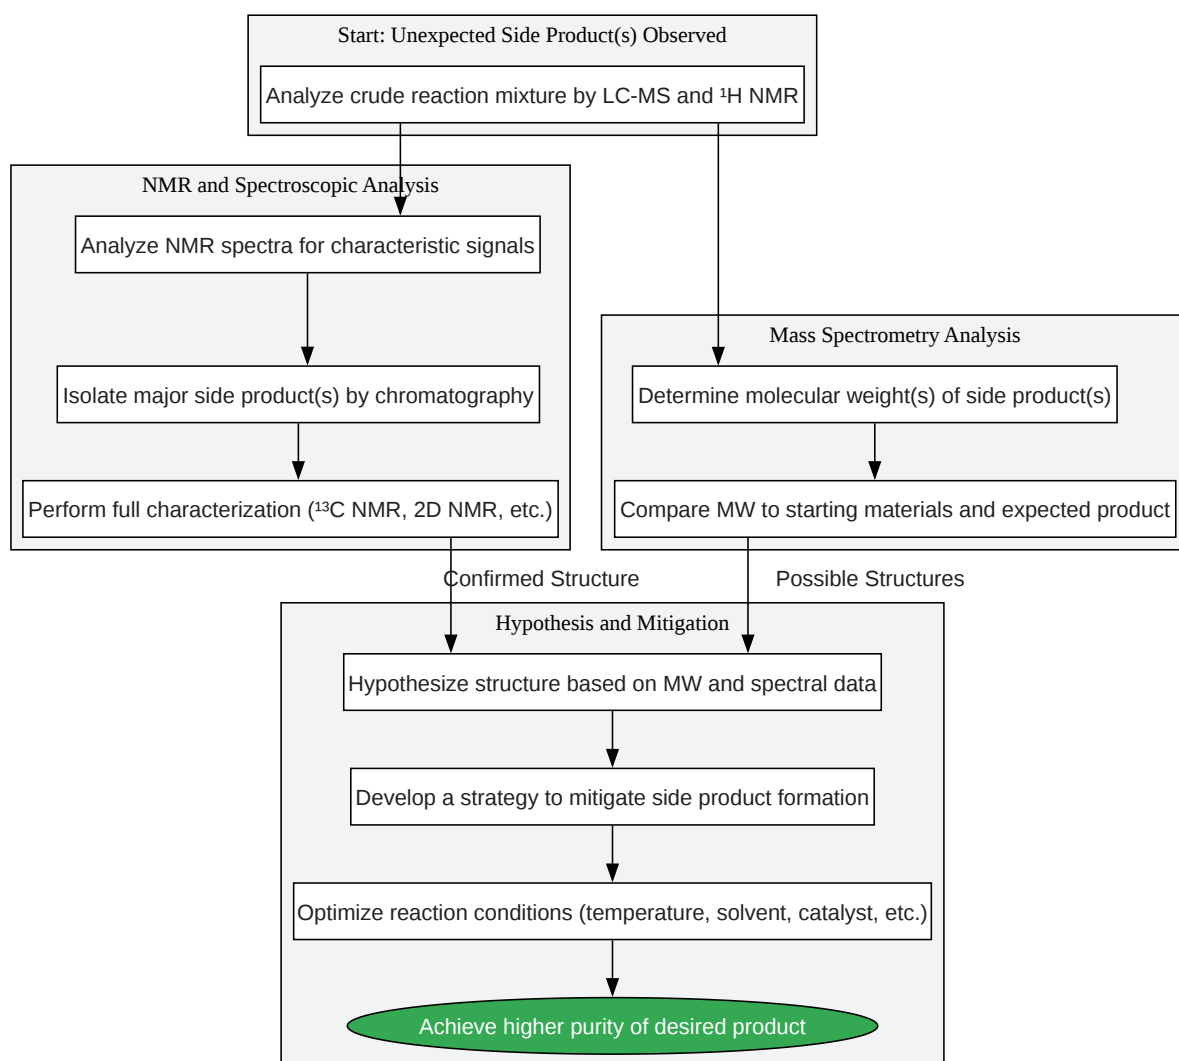 Start: Unexpected Side Product(s) Observed
Analyze crude reaction mixture by LC-MS and ¹H NMR
NMR and Spectroscopic Analysis
Analyze NMR spectra for characteristic signals
Isolate major side product(s) by chromatography
Perform full characterization (¹³C NMR, 2D NMR, etc.)
Mass Spectrometry Analysis
Determine molecular weight(s) of side product(s)
Compare MW to starting materials and expected product
Confirmed Structure
Possible Structures
Hypothesis and Mitigation
Hypothesize structure based on MW and spectral data
Develop a strategy to mitigate side product formation
Optimize reaction conditions (temperature, solvent, catalyst, etc.)
Achieve higher purity of desired product